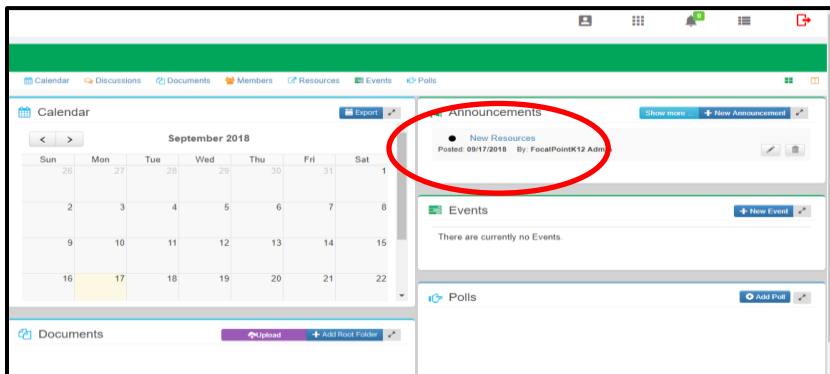 0
Calendar Discussions Documents Members Resources Events Polls
Calendar
Export
< > September 2018
Sun Mon Tue Wed Thu Fri Sat
26 27 28 29 30 31 1
2 3 4 5 6 7 8
9 10 11 12 13 14 15
16 17 18 19 20 21 22
Documents
Upload + Add Root Folder
Announcements
Show more ... + New Announcement
New Resources
Posted: 09/17/2018 By: FocalPointK12 Admin
Events
+ New Event
There are currently no Events.
Polls
Add Poll